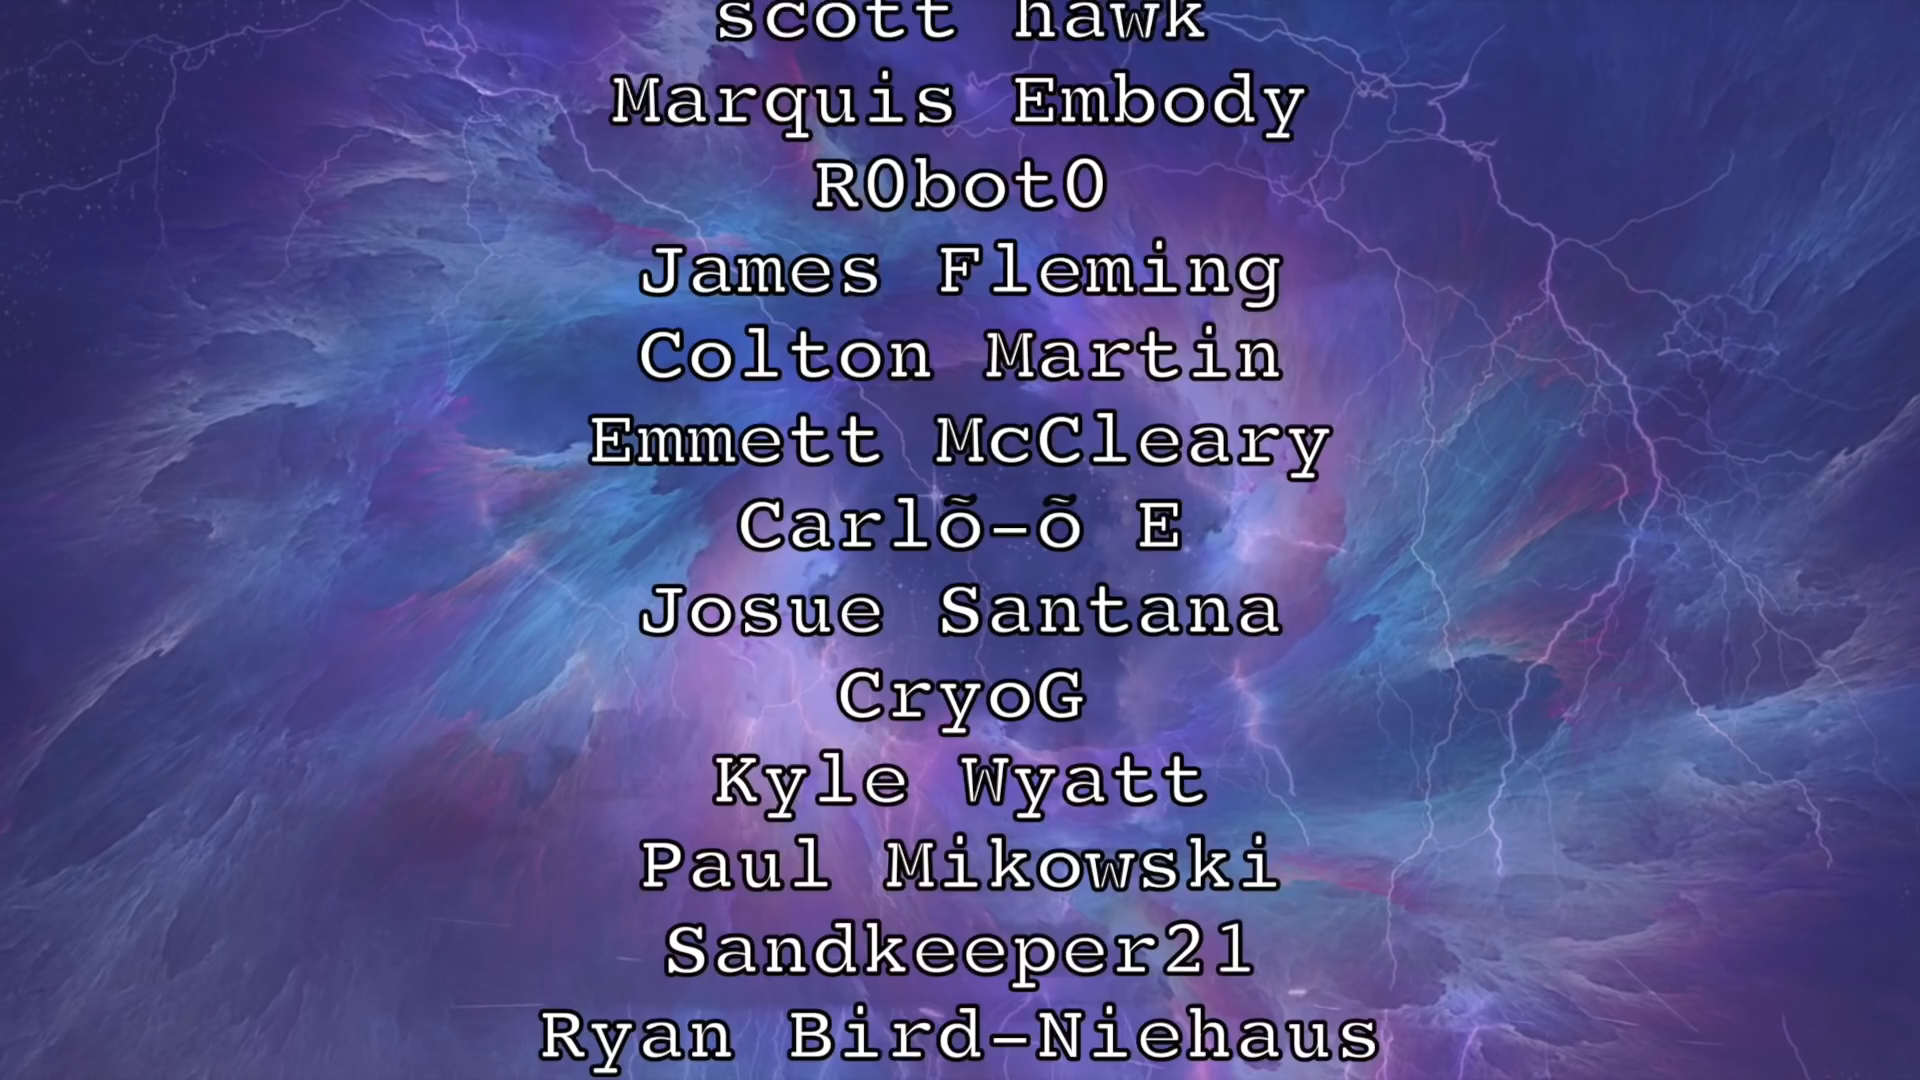 scott hawk
Marquis Embody
R0bot0
James Fleming
Colton Martin
Emmett McCleary
Carlõ-õ E
Josue Santana
CryoG
Kyle Wyatt
Paul Mikowski
Sandkeeper21
Ryan Bird-Niehaus